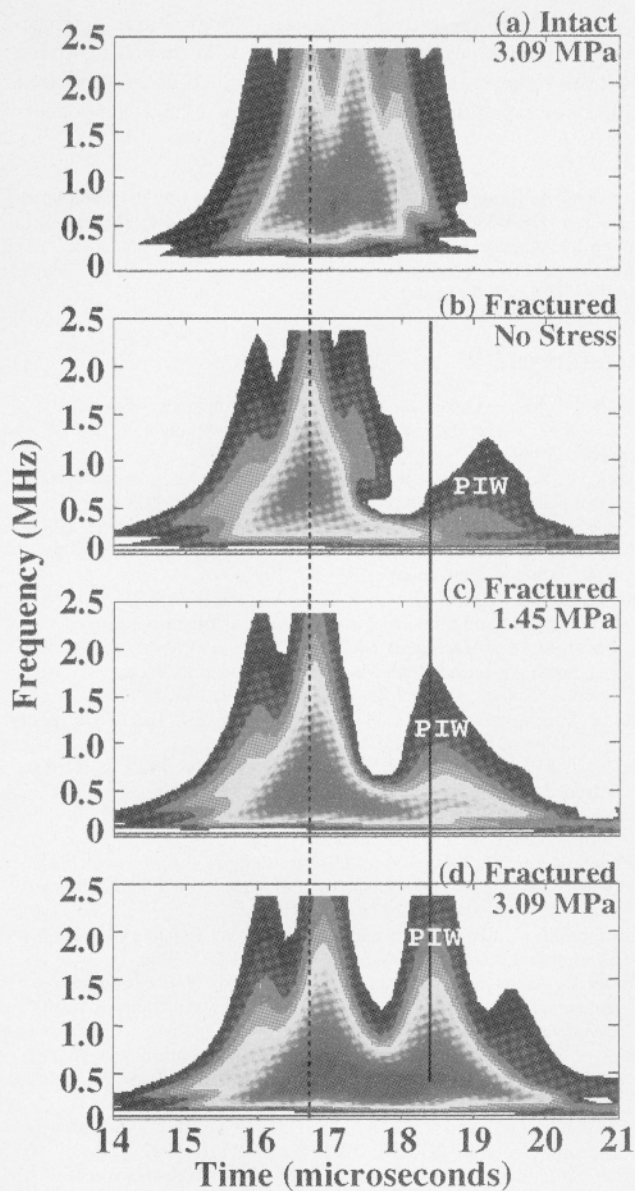 (a) Intact
3.09 MPa
2.5
2.0
1.5
1.0
0.5
0
(b) Fractured
No Stress
2.5
2.0
1.5
1.0
0.5
0
PIW
(c) Fractured
1.45 MPa
2.5
2.0
1.5
1.0
0.5
0
PIW
(d) Fractured
3.09 MPa
2.5
2.0
1.5
1.0
0.5
0
PIW
Frequency (MHz)
14 15 16 17 18 19 20 21
Time (microseconds)